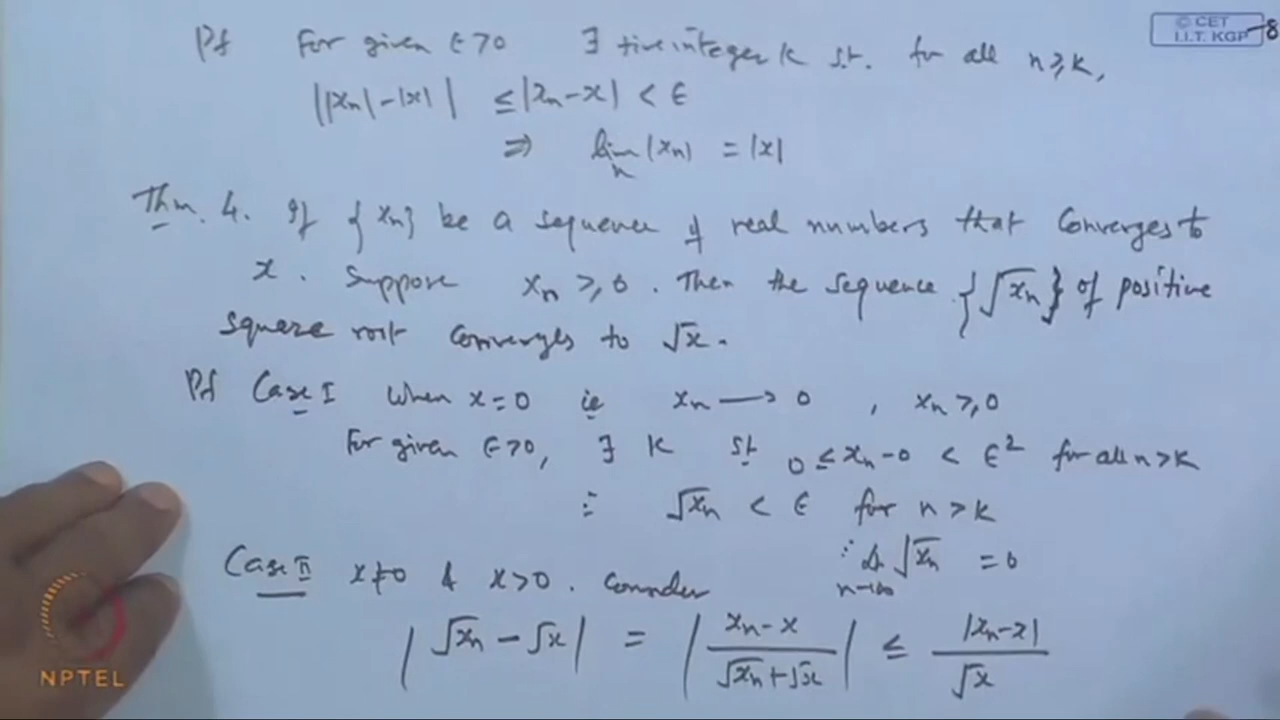 © CET
I.I.T. KGP
-8
Pf For given ε>0 ∃ +ive integer K s.t. for all n≥K,
||xn|-|x|| ≤|xn-x| < ε
⇒ lim |xn| = |x|
n
Thm. 4. If {xn} be a sequence of real numbers that Converges to
x. Suppose xn ≥ 0. Then the sequence {√xn} of positive
square root Converges to √x.
Pf Case I When x=0 ie xn → 0 , xn ≥ 0
For given ε>0, ∃ K st 0 ≤ xn-0 < ε² for all n>K
∴ √xn < ε for n>K
∴ lim √xn = 0
n→∞
Case II x≠0 & x>0. Consider
|√xn - √x| = |(xn-x)/(√xn+√x)| ≤ |xn-x|/√x
NPTEL